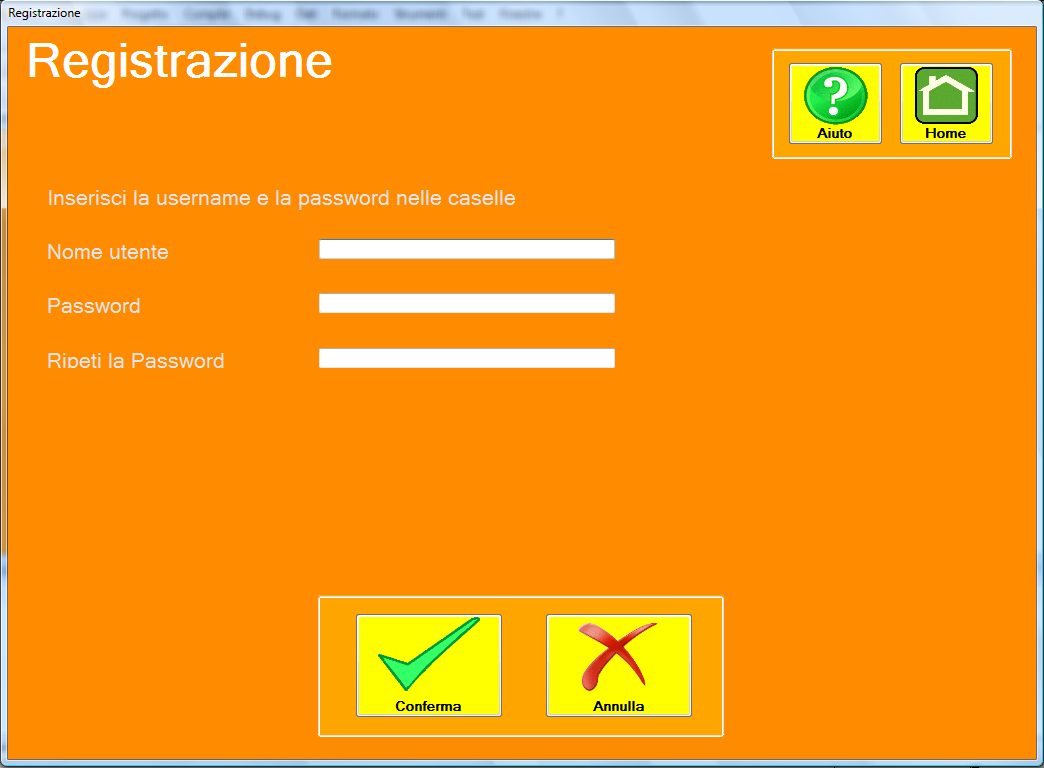 Registrazione
Registrazione
Aiuto
Home
Inserisci la username e la password nelle caselle
Nome utente
Password
Ripeti la Password
Conferma
Annulla